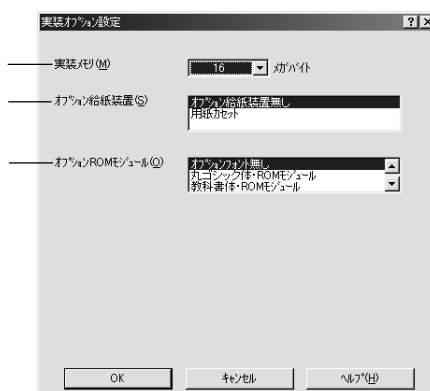 実装ｵﾌﾟｼｮﾝ設定
実装ﾒﾓﾘ(M) 16 ﾒｶﾞﾊﾞｲﾄ
ｵﾌﾟｼｮﾝ給紙装置(S) ｵﾌﾟｼｮﾝ給紙装置無し
用紙ｶｾｯﾄ
ｵﾌﾟｼｮﾝROMﾓｼﾞｭｰﾙ(O) ｵﾌﾟｼｮﾝﾌｫﾝﾄ無し
丸ゴシック体・ROMﾓｼﾞｭｰﾙ
教科書体・ROMﾓｼﾞｭｰﾙ
OK ｷｬﾝｾﾙ ﾍﾙﾌﾟ(H)